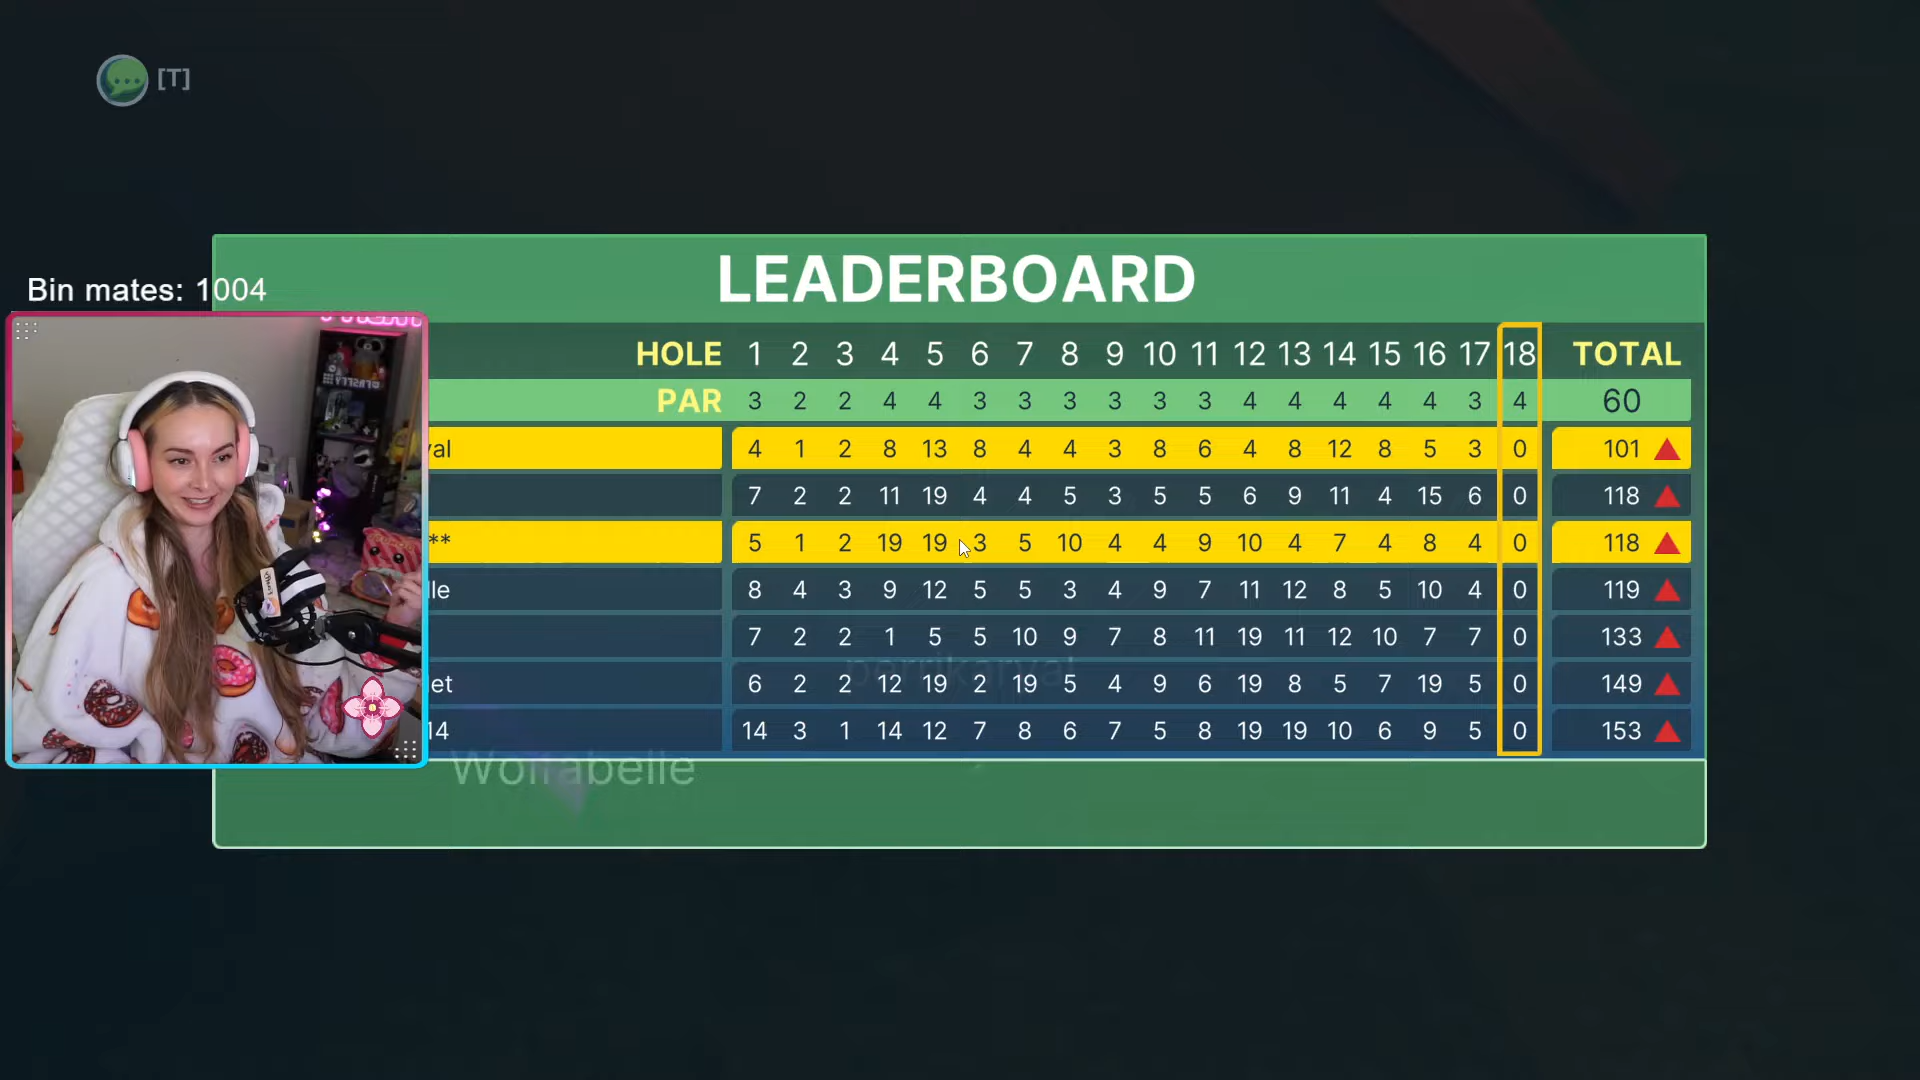 [T]
LEADERBOARD
Bin mates: 1004
HOLE 1 2 3 4 5 6 7 8 9 10 11 12 13 14 15 16 17 18 TOTAL
PAR 3 2 2 4 4 3 3 3 3 3 3 4 4 4 4 4 3 4 60
val 4 1 2 8 13 8 4 4 3 8 6 4 8 12 8 5 3 0 101
7 2 2 11 19 4 4 5 3 5 5 6 9 11 4 15 6 0 118
** 5 1 2 19 19 3 5 10 4 4 9 10 4 7 4 8 4 0 118
lle 8 4 3 9 12 5 5 3 4 9 7 11 12 8 5 10 4 0 119
7 2 2 1 5 5 10 9 7 8 11 19 11 12 10 7 7 0 133
perrikarval
et 6 2 2 12 19 2 19 5 4 9 6 19 8 5 7 19 5 0 149
14 14 3 1 14 12 7 8 6 7 5 8 19 19 10 6 9 5 0 153
Wolfabelle